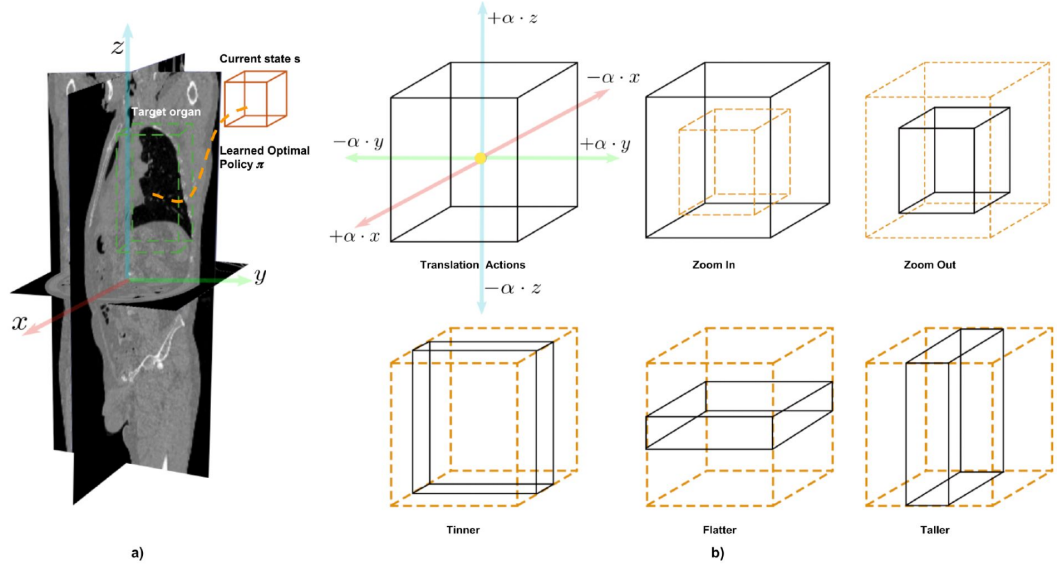 z
Current state s
Target organ
Learned Optimal
Policy π
y
x
a)
+α · z
−α · x
−α · y
+α · y
+α · x
Translation Actions
−α · z
Zoom In
Zoom Out
Tinner
Flatter
Taller
b)